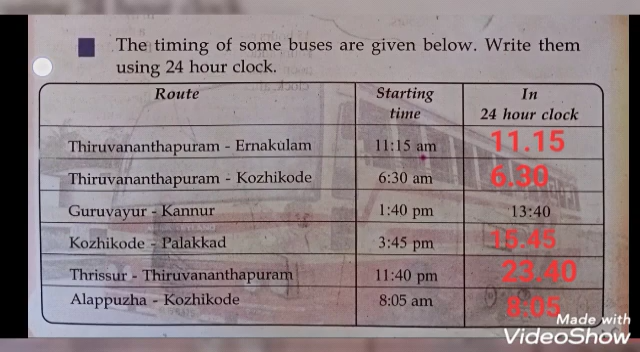 The timing of some buses are given below. Write them
using 24 hour clock.
Route Starting time In 24 hour clock
Thiruvananthapuram - Ernakulam 11:15 am 11.15
Thiruvananthapuram - Kozhikode 6:30 am 6.30
Guruvayur - Kannur 1:40 pm 13:40
Kozhikode - Palakkad 3:45 pm 15.45
Thrissur - Thiruvananthapuram 11:40 pm 23.40
Alappuzha - Kozhikode 8:05 am 8:05
Made with
VideoShow